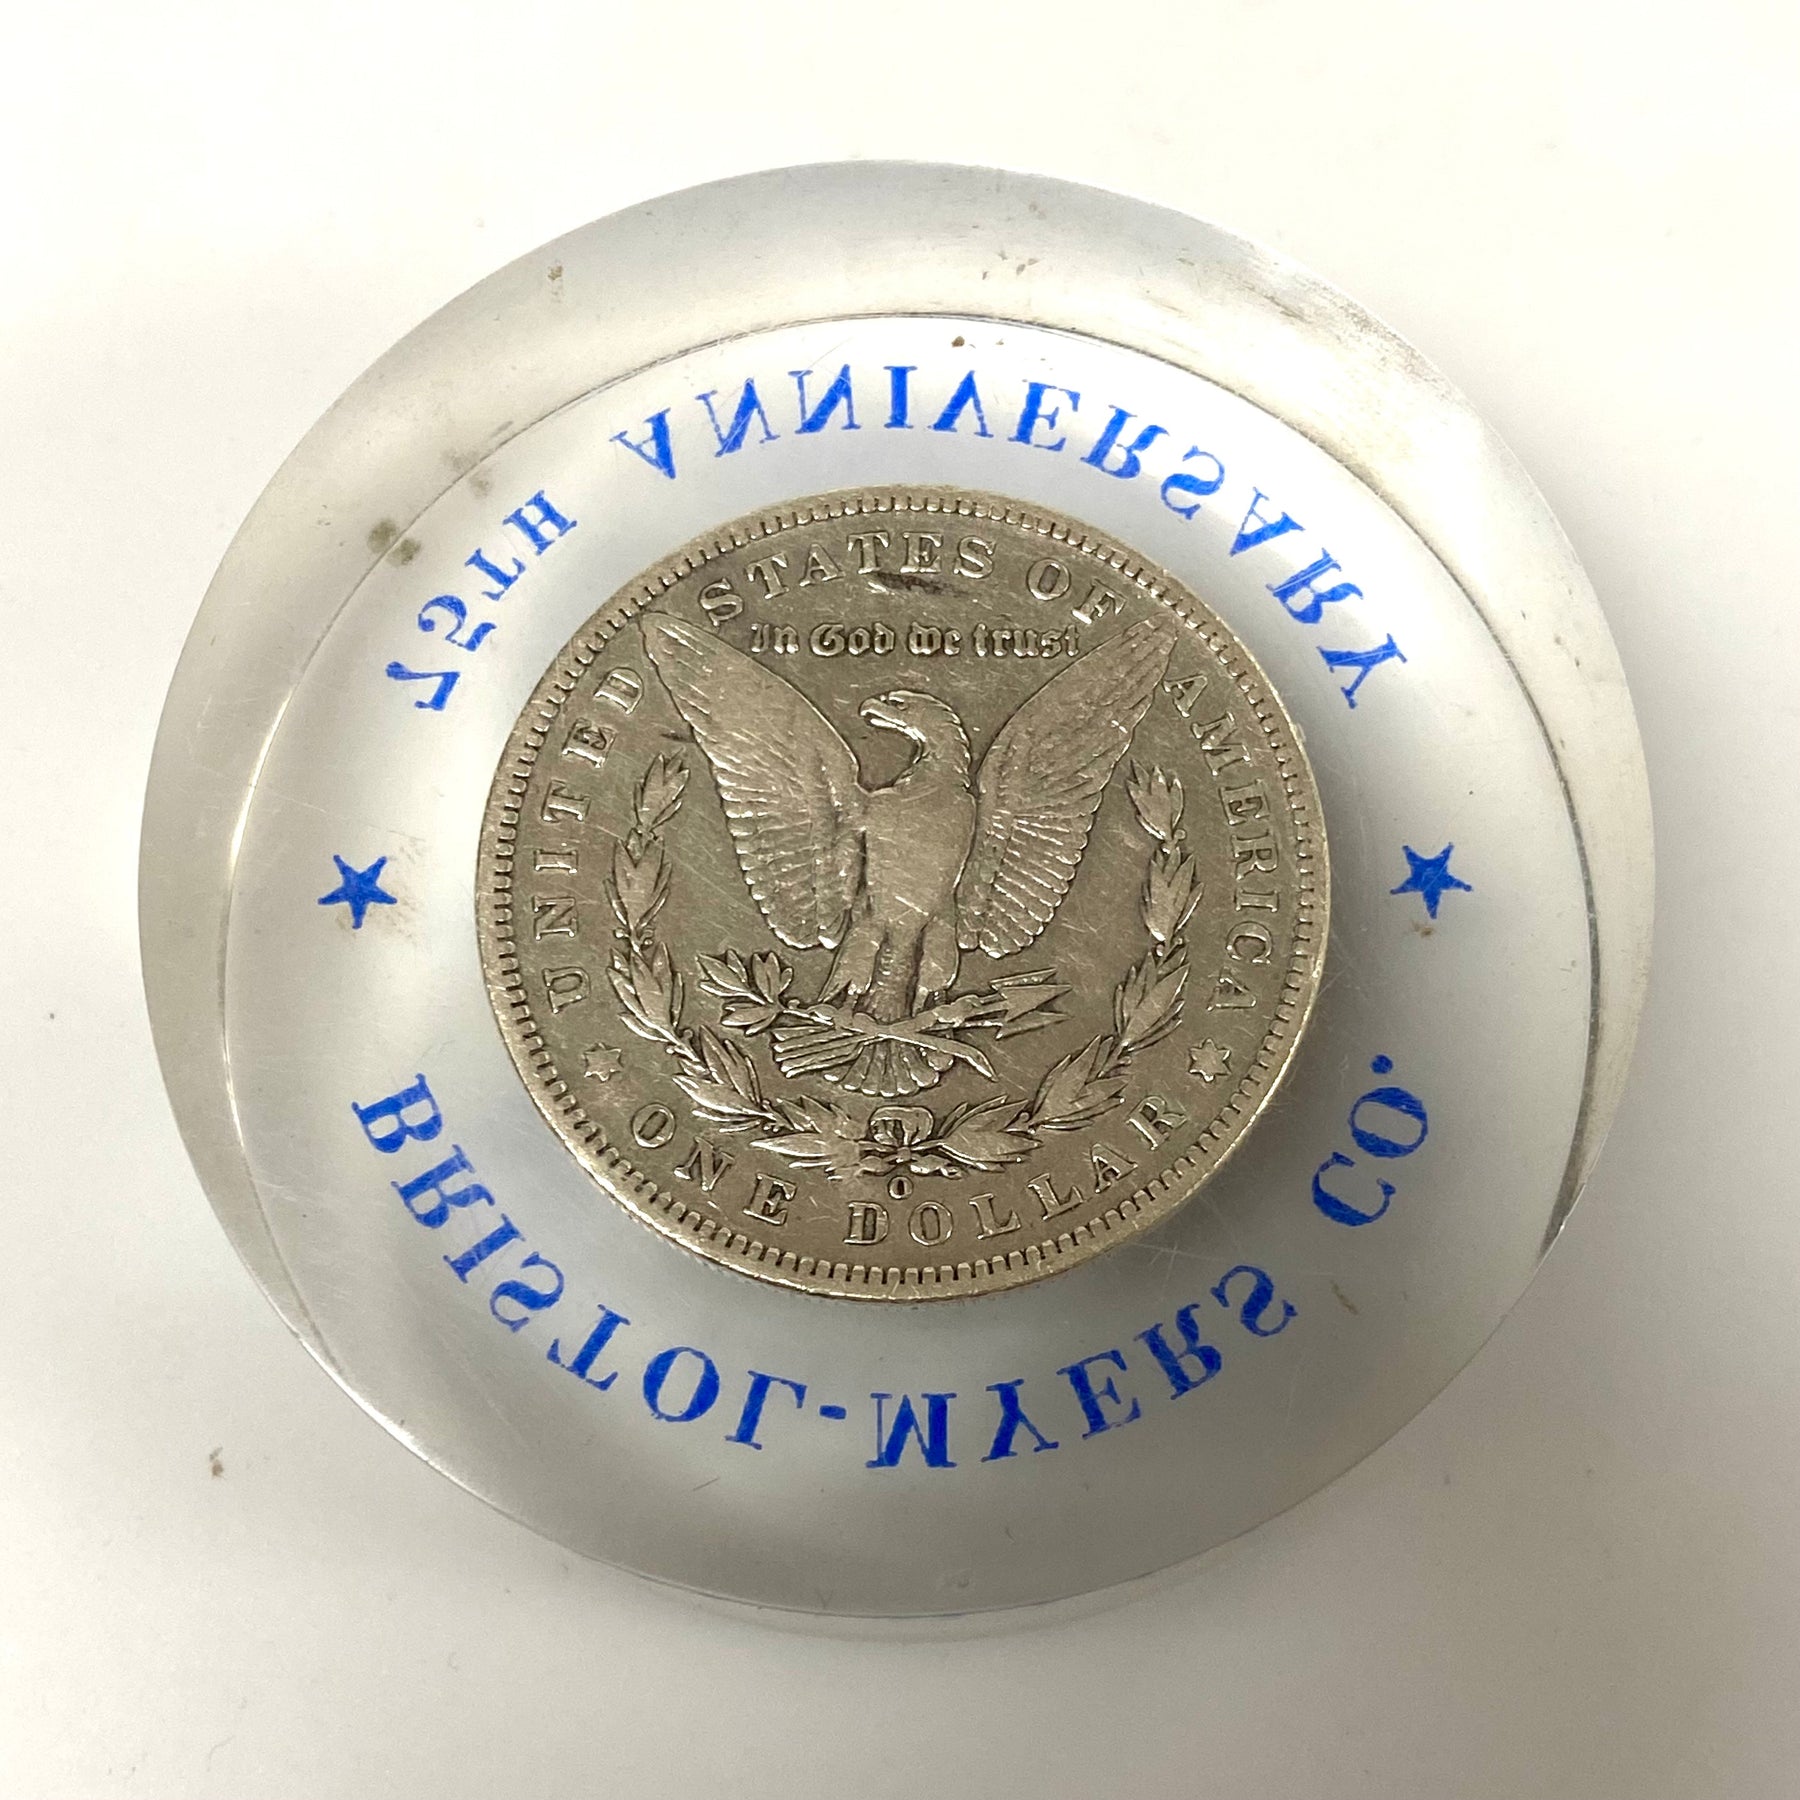 75TH ANNIVERSARY
BRISTOL-MYERS CO.
UNITED STATES OF AMERICA
In God we trust
O
ONE DOLLAR